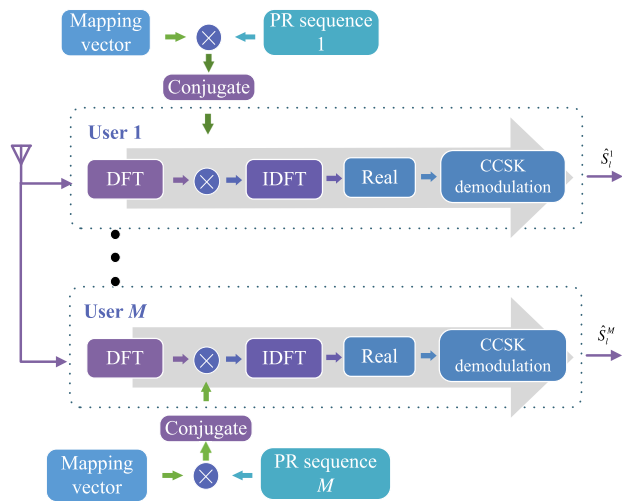 Mapping
vector
PR sequence
1
Conjugate
User 1
DFT
IDFT
Real
CCSK
demodulation
Ŝ_l^1
User M
DFT
IDFT
Real
CCSK
demodulation
Ŝ_l^M
Conjugate
Mapping
vector
PR sequence
M